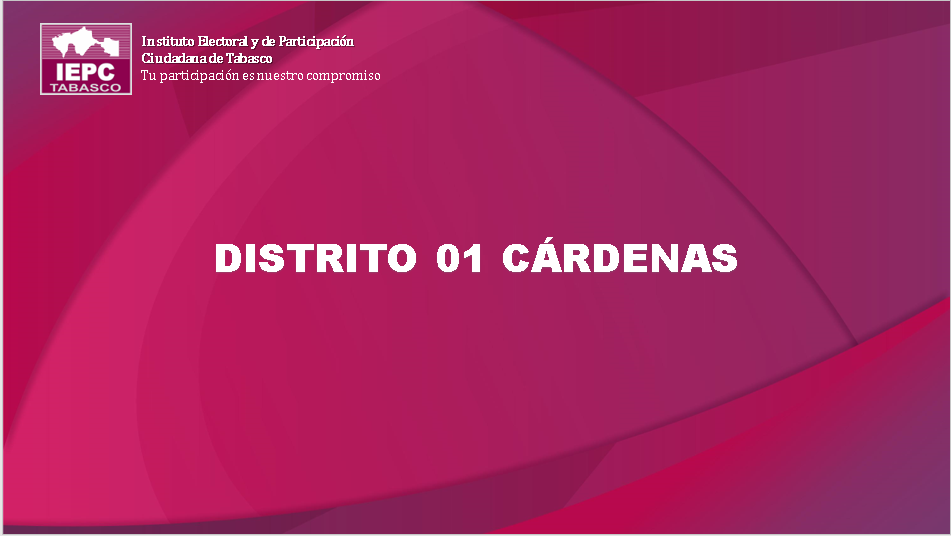 IEPC
TABASCO
Instituto Electoral y de Participación
Ciudadana de Tabasco
Tu participación es nuestro compromiso
DISTRITO 01 CÁRDENAS